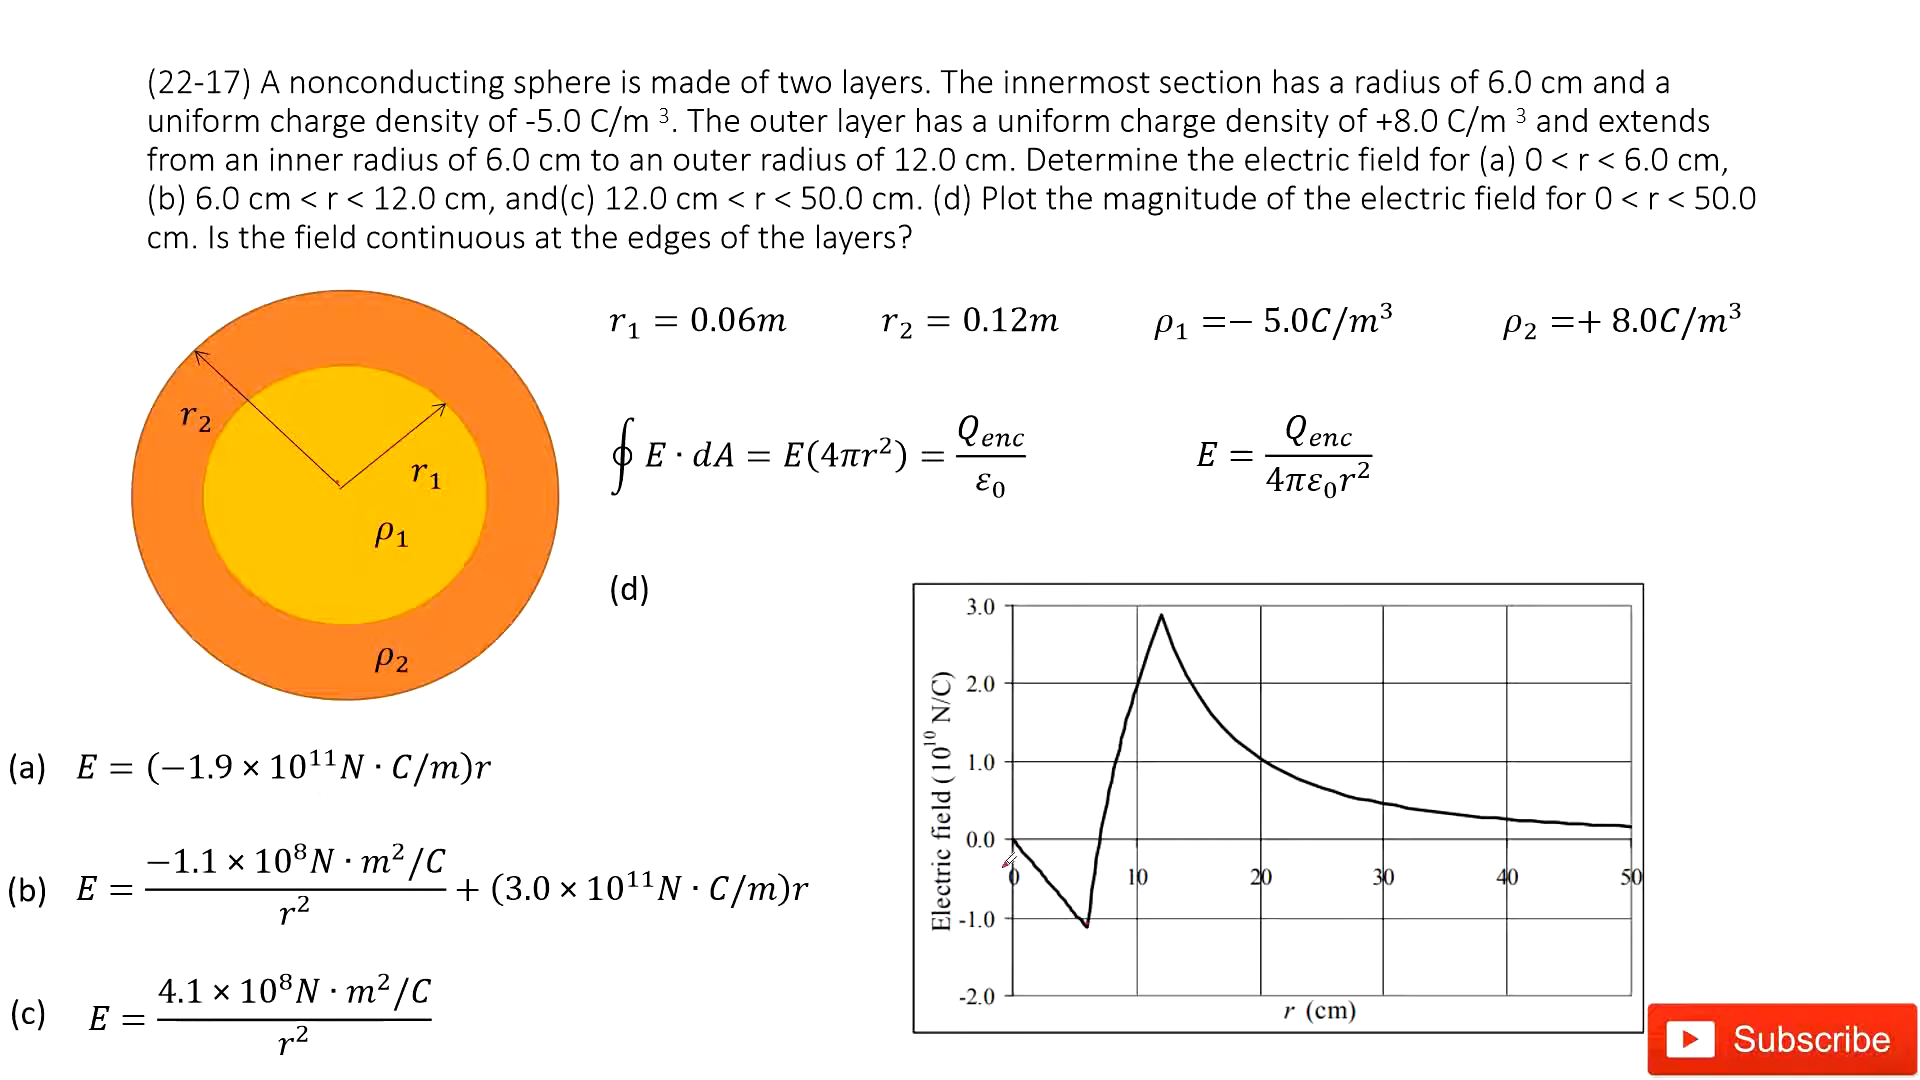 (22-17) A nonconducting sphere is made of two layers. The innermost section has a radius of 6.0 cm and a
uniform charge density of -5.0 C/m ³. The outer layer has a uniform charge density of +8.0 C/m ³ and extends
from an inner radius of 6.0 cm to an outer radius of 12.0 cm. Determine the electric field for (a) 0 < r < 6.0 cm,
(b) 6.0 cm < r < 12.0 cm, and(c) 12.0 cm < r < 50.0 cm. (d) Plot the magnitude of the electric field for 0 < r < 50.0
cm. Is the field continuous at the edges of the layers?
r₁ = 0.06m r₂ = 0.12m ρ₁ =− 5.0C/m³ ρ₂ =+ 8.0C/m³
∮ E · dA = E(4πr²) = Qenc/ε₀ E = Qenc/4πε₀r²
r₂
r₁
ρ₁
ρ₂
(d)
3.0
2.0
1.0
0.0
-1.0
-2.0
Electric field (10¹⁰ N/C)
0 10 20 30 40 50
r (cm)
(a) E = (−1.9 × 10¹¹N · C/m)r
(b) E = −1.1 × 10⁸N · m²/C / r² + (3.0 × 10¹¹N · C/m)r
(c) E = 4.1 × 10⁸N · m²/C / r²
Subscribe